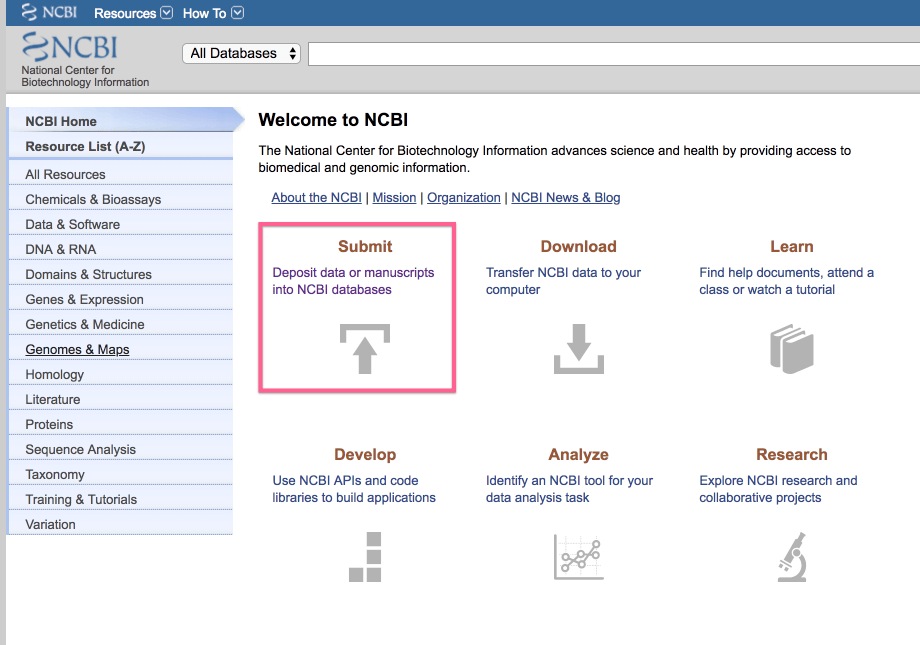 NCBI Resources How To
NCBI
National Center for
Biotechnology Information
All Databases
NCBI Home
Resource List (A-Z)
All Resources
Chemicals & Bioassays
Data & Software
DNA & RNA
Domains & Structures
Genes & Expression
Genetics & Medicine
Genomes & Maps
Homology
Literature
Proteins
Sequence Analysis
Taxonomy
Training & Tutorials
Variation
Welcome to NCBI
The National Center for Biotechnology Information advances science and health by providing access to
biomedical and genomic information.
About the NCBI | Mission | Organization | NCBI News & Blog
Submit
Deposit data or manuscripts
into NCBI databases
Download
Transfer NCBI data to your
computer
Learn
Find help documents, attend a
class or watch a tutorial
Develop
Use NCBI APIs and code
libraries to build applications
Analyze
Identify an NCBI tool for your
data analysis task
Research
Explore NCBI research and
collaborative projects